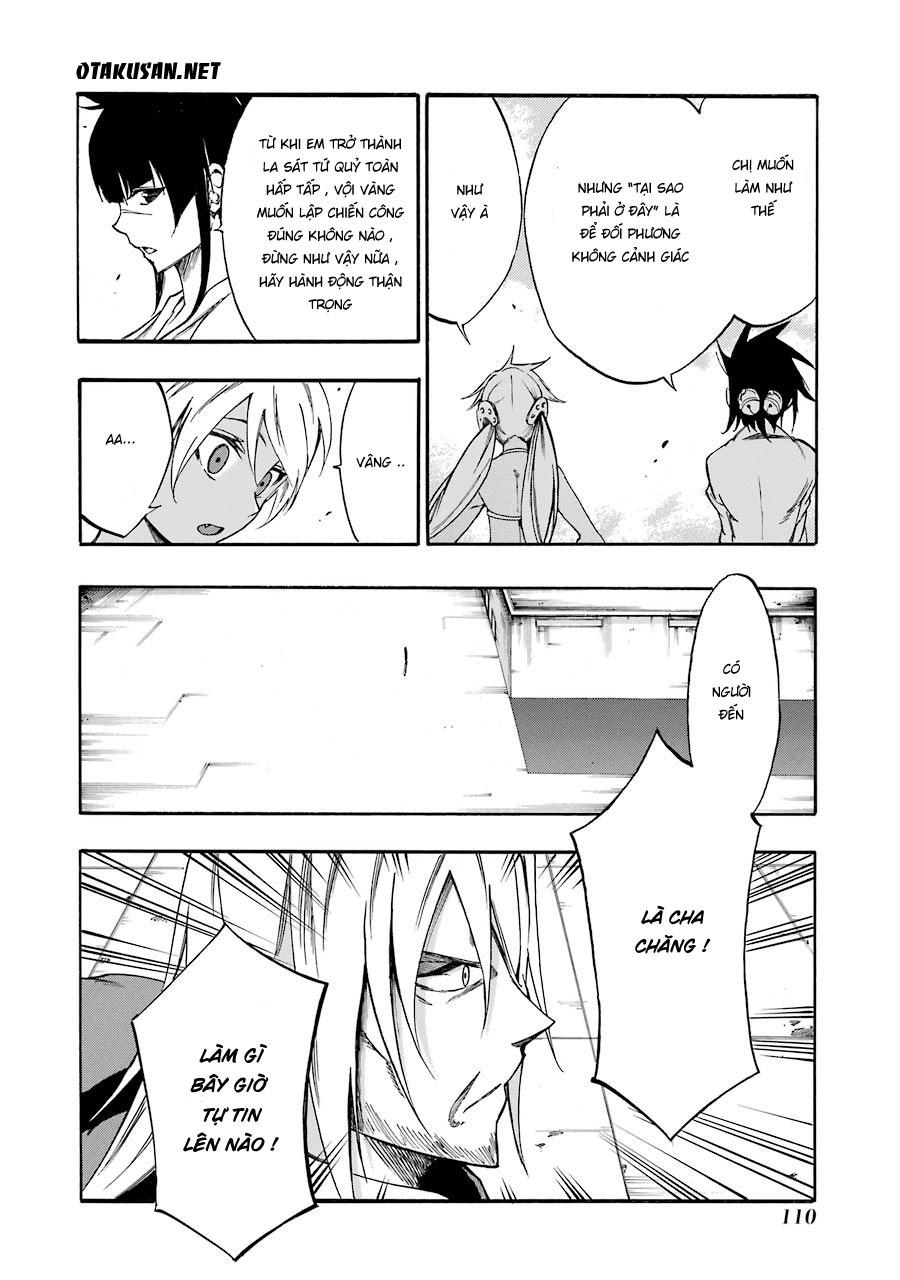 OTAKUSAN.NET
CHỊ MUỐN
LÀM NHƯ
THẾ
NHƯNG "TẠI SAO
PHẢI Ở ĐÂY" LÀ
ĐỂ ĐỐI PHƯƠNG
KHÔNG CẢNH GIÁC
NHƯ
VẬY À
TỪ KHI EM TRỞ THÀNH
LA SÁT TỨ QUỶ TOÀN
HẤP TẤP , VỘI VÀNG
MUỐN LẬP CHIẾN CÔNG
ĐÚNG KHÔNG NÀO ,
ĐỪNG NHƯ VẬY NỮA ,
HÃY HÀNH ĐỘNG THẬN
TRỌNG
VÂNG ..
AA...
CÓ
NGƯỜI
ĐẾN
LÀ CHA
CHĂNG !
LÀM GÌ
BÂY GIỜ
TỰ TIN
LÊN NÀO !
110